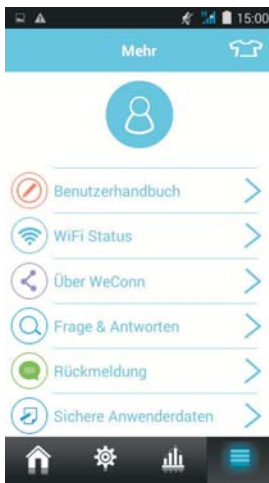 15:00
Mehr
Benutzerhandbuch
WiFi Status
Über WeConn
Frage & Antworten
Rückmeldung
Sichere Anwenderdaten